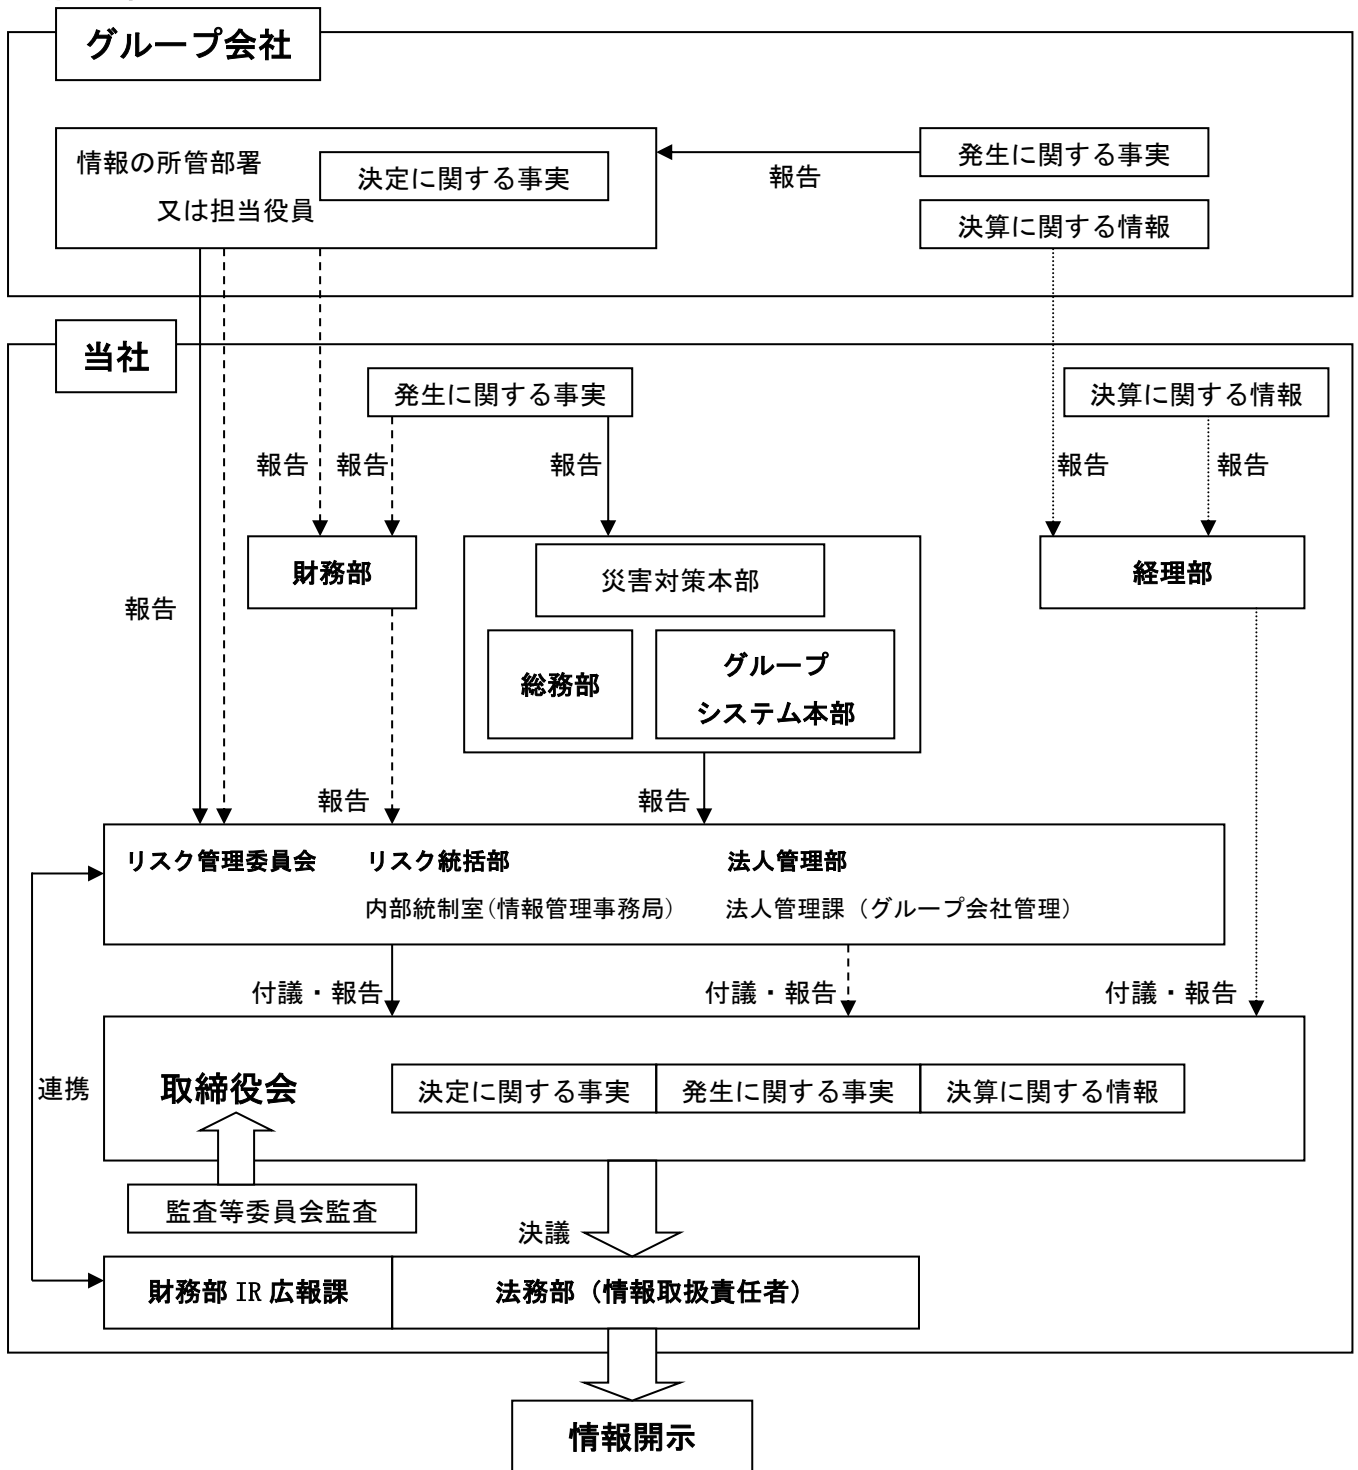 グループ会社
情報の所管部署
又は担当役員
決定に関する事実
報告
発生に関する事実
決算に関する情報
当社
発生に関する事実
決算に関する情報
報告
報告
報告
報告
報告
財務部
災害対策本部
総務部
グループ
システム本部
経理部
報告
報告
報告
リスク管理委員会
リスク統括部
法人管理部
内部統制室(情報管理事務局)
法人管理課（グループ会社管理）
付議・報告
付議・報告
付議・報告
連携
取締役会
決定に関する事実
発生に関する事実
決算に関する情報
監査等委員会監査
決議
財務部 IR 広報課
法務部（情報取扱責任者）
情報開示